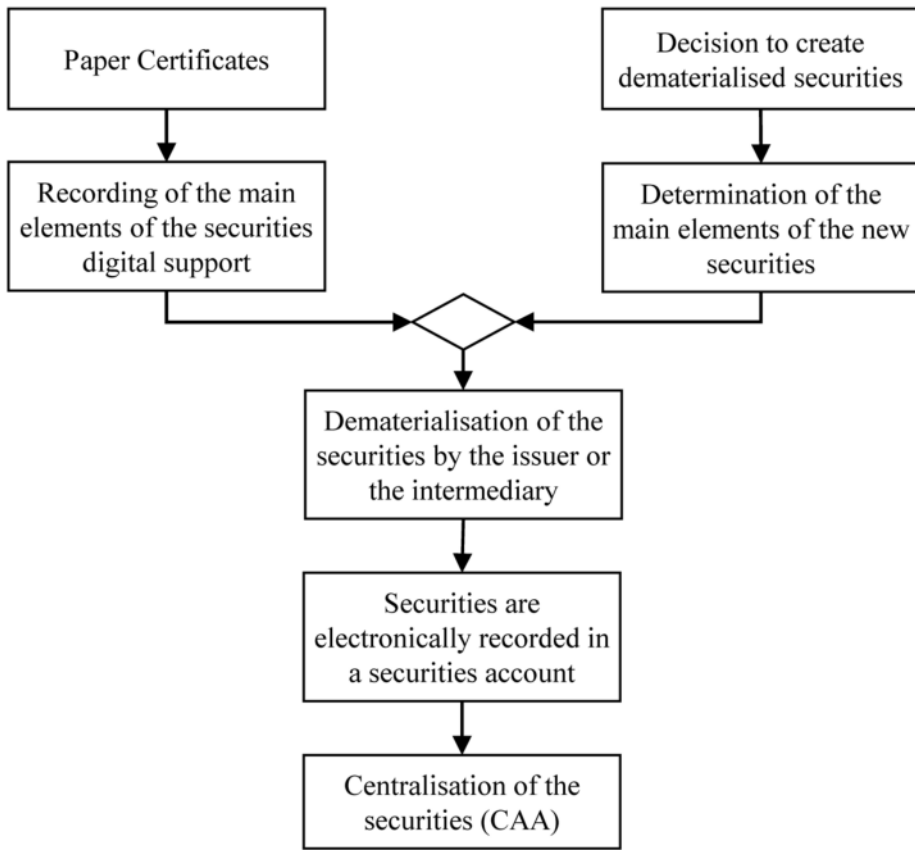 Paper Certificates
Decision to create
dematerialised securities
Recording of the main
elements of the securities
digital support
Determination of the
main elements of the new
securities
Dematerialisation of the
securities by the issuer or
the intermediary
Securities are
electronically recorded in
a securities account
Centralisation of the
securities (CAA)